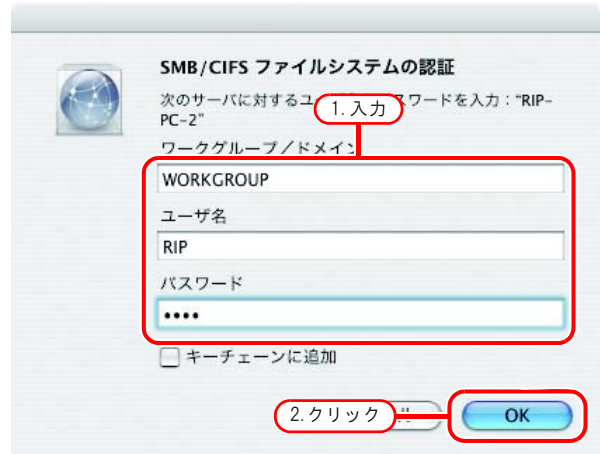 SMB/CIFS ファイルシステムの認証
次のサーバに対するユ スワードを入力："RIP-
PC-2"
1. 入力
ワークグループ／ドメイン
WORKGROUP
ユーザ名
RIP
パスワード
••••
キーチェーンに追加
2.クリック
OK